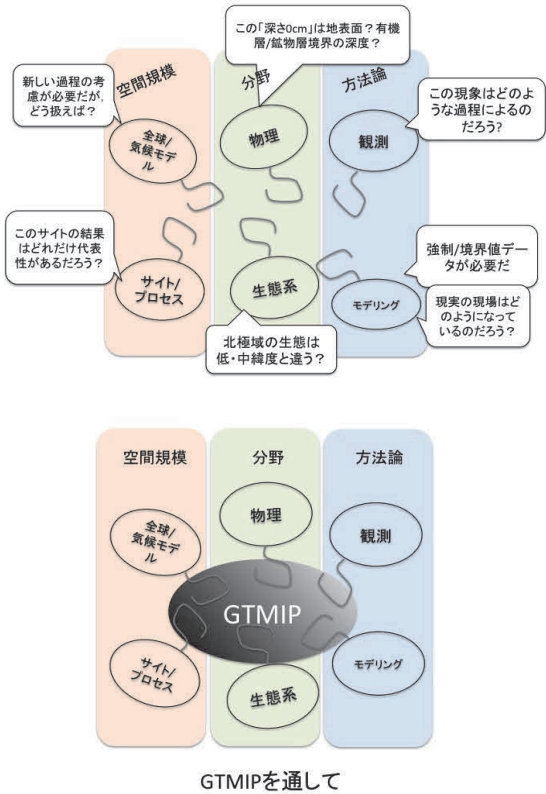 この「深さ0cm」は地表面？有機
層/鉱物層境界の深度？
空間規模
分野
方法論
新しい過程の考
慮が必要だが、
どう扱えば？
この現象はどのよ
うな過程によるの
だろう?
全球/
気候モデ
ル
物理
観測
このサイトの結果
はどれだけ代表
性があるだろう？
強制/境界値デー
タが必要だ
サイト/
プロセス
生態系
モデリング
現実の現場はど
のようになって
いるのだろう？
北極域の生態は
低・中緯度と違う？
空間規模
分野
方法論
物理
全球/
気候モデ
ル
観測
GTMIP
サイト/
プロセス
モデリング
生態系
GTMIPを通して